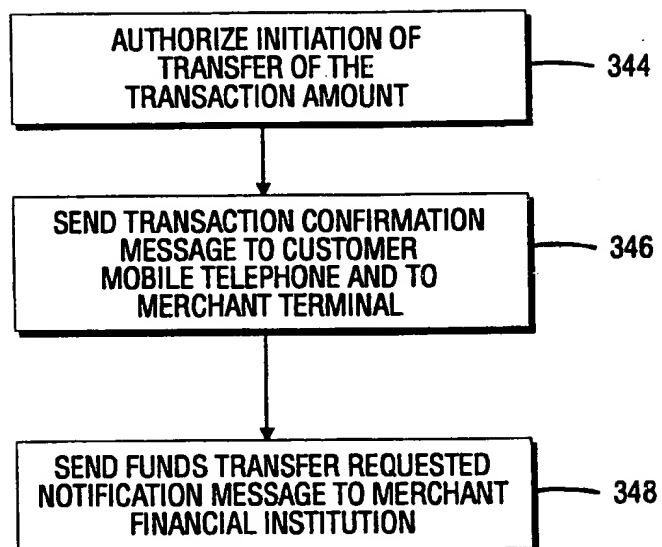 AUTHORIZE INITIATION OF
TRANSFER OF THE
TRANSACTION AMOUNT
344
SEND TRANSACTION CONFIRMATION
MESSAGE TO CUSTOMER
MOBILE TELEPHONE AND TO
MERCHANT TERMINAL
346
SEND FUNDS TRANSFER REQUESTED
NOTIFICATION MESSAGE TO MERCHANT
FINANCIAL INSTITUTION
348